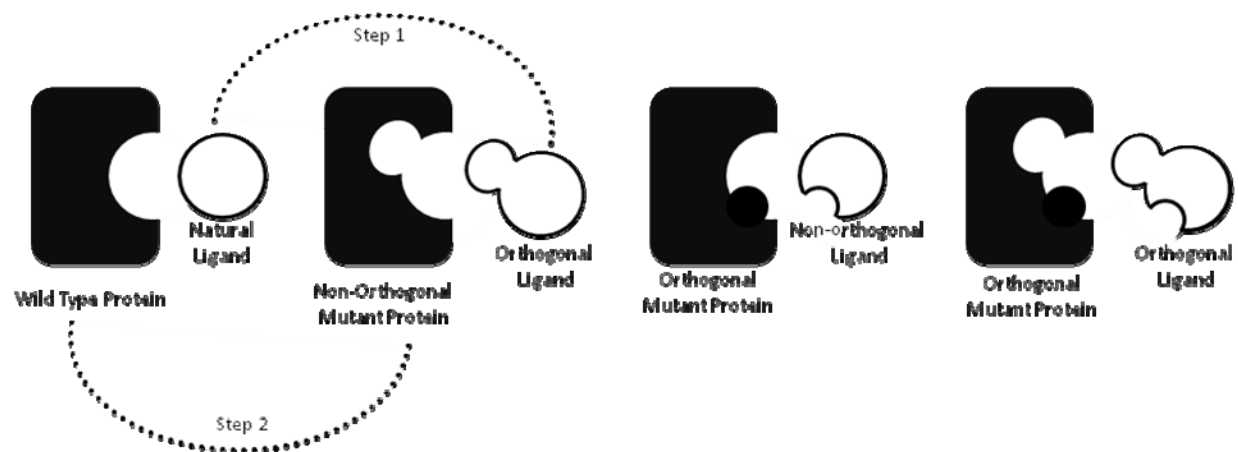 Step 1
Natural
Ligand
Wild Type Protein
Orthogonal
Ligand
Non-Orthogonal
Mutant Protein
Non-orthogonal
Ligand
Orthogonal
Mutant Protein
Orthogonal
Ligand
Orthogonal
Mutant Protein
Step 2